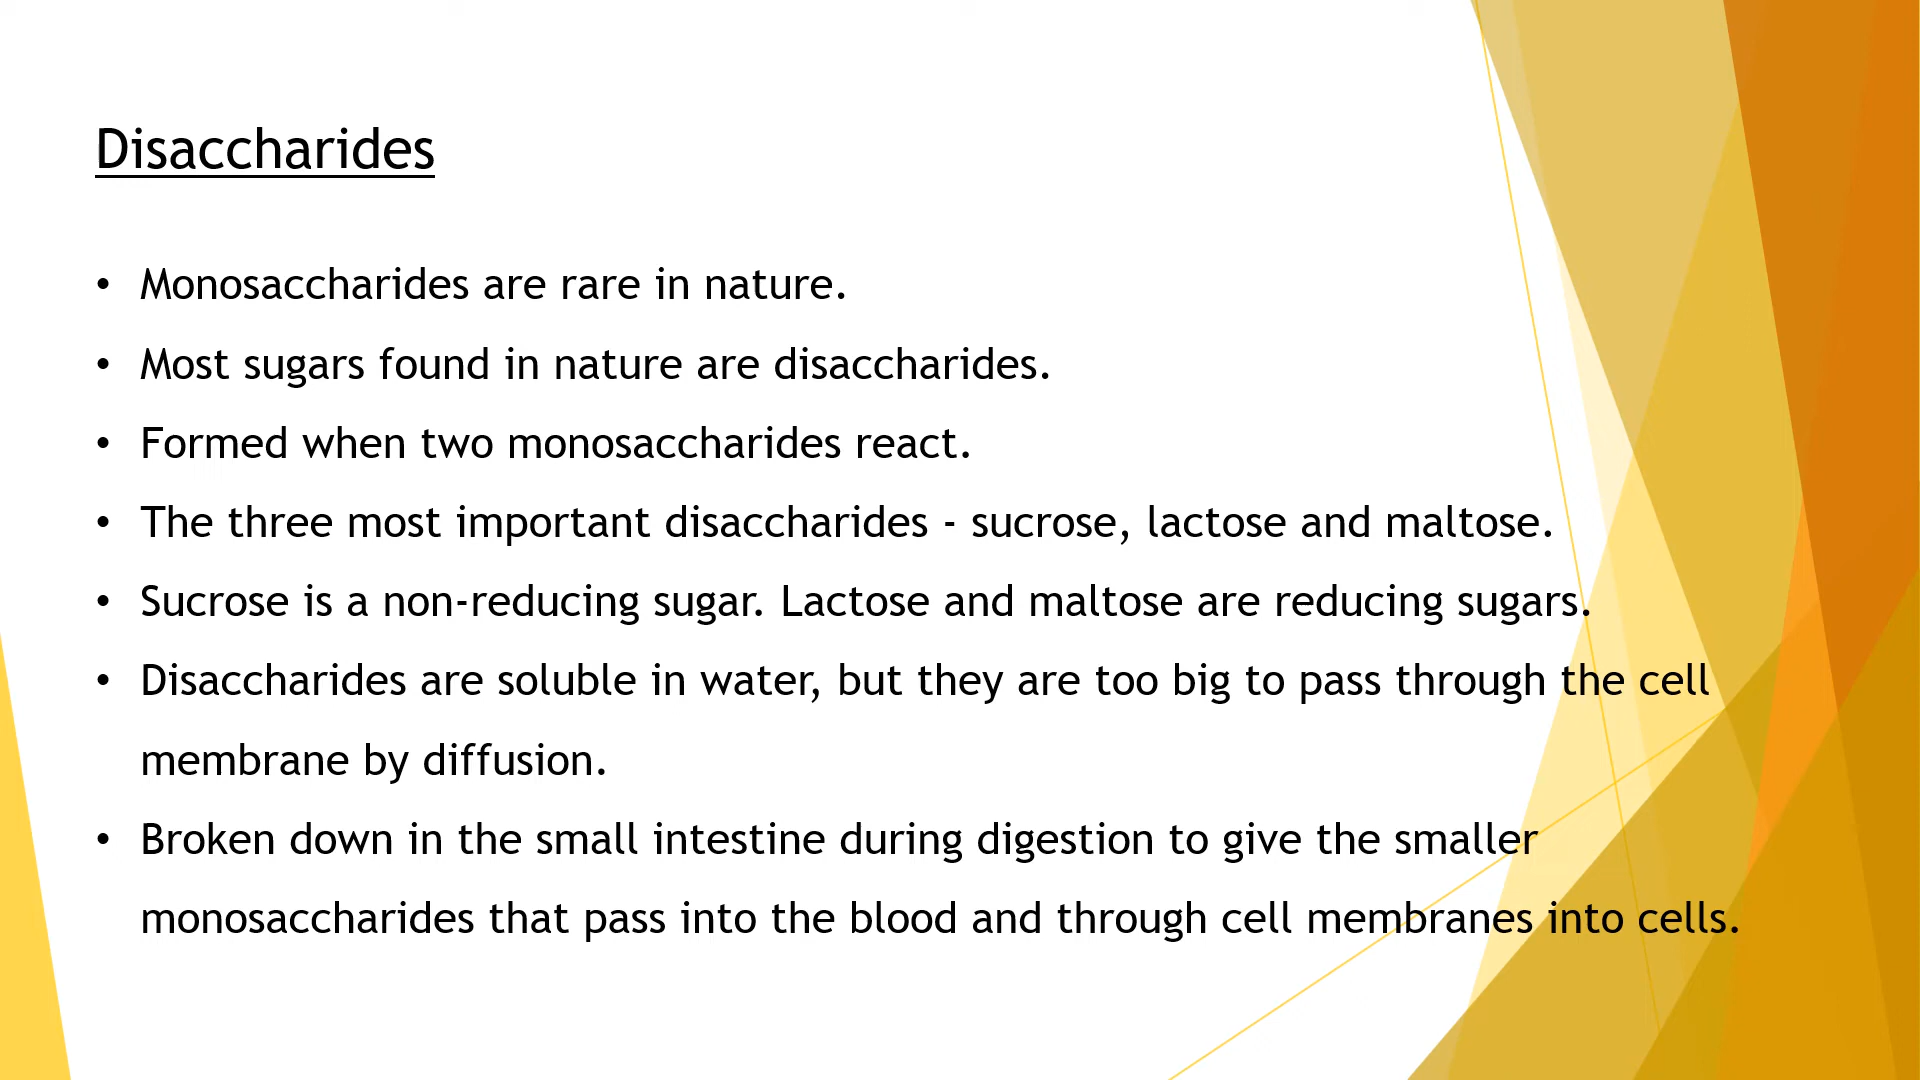 Disaccharides
• Monosaccharides are rare in nature.
• Most sugars found in nature are disaccharides.
• Formed when two monosaccharides react.
• The three most important disaccharides - sucrose, lactose and maltose.
• Sucrose is a non-reducing sugar. Lactose and maltose are reducing sugars.
• Disaccharides are soluble in water, but they are too big to pass through the cell
membrane by diffusion.
• Broken down in the small intestine during digestion to give the smaller
monosaccharides that pass into the blood and through cell membranes into cells.